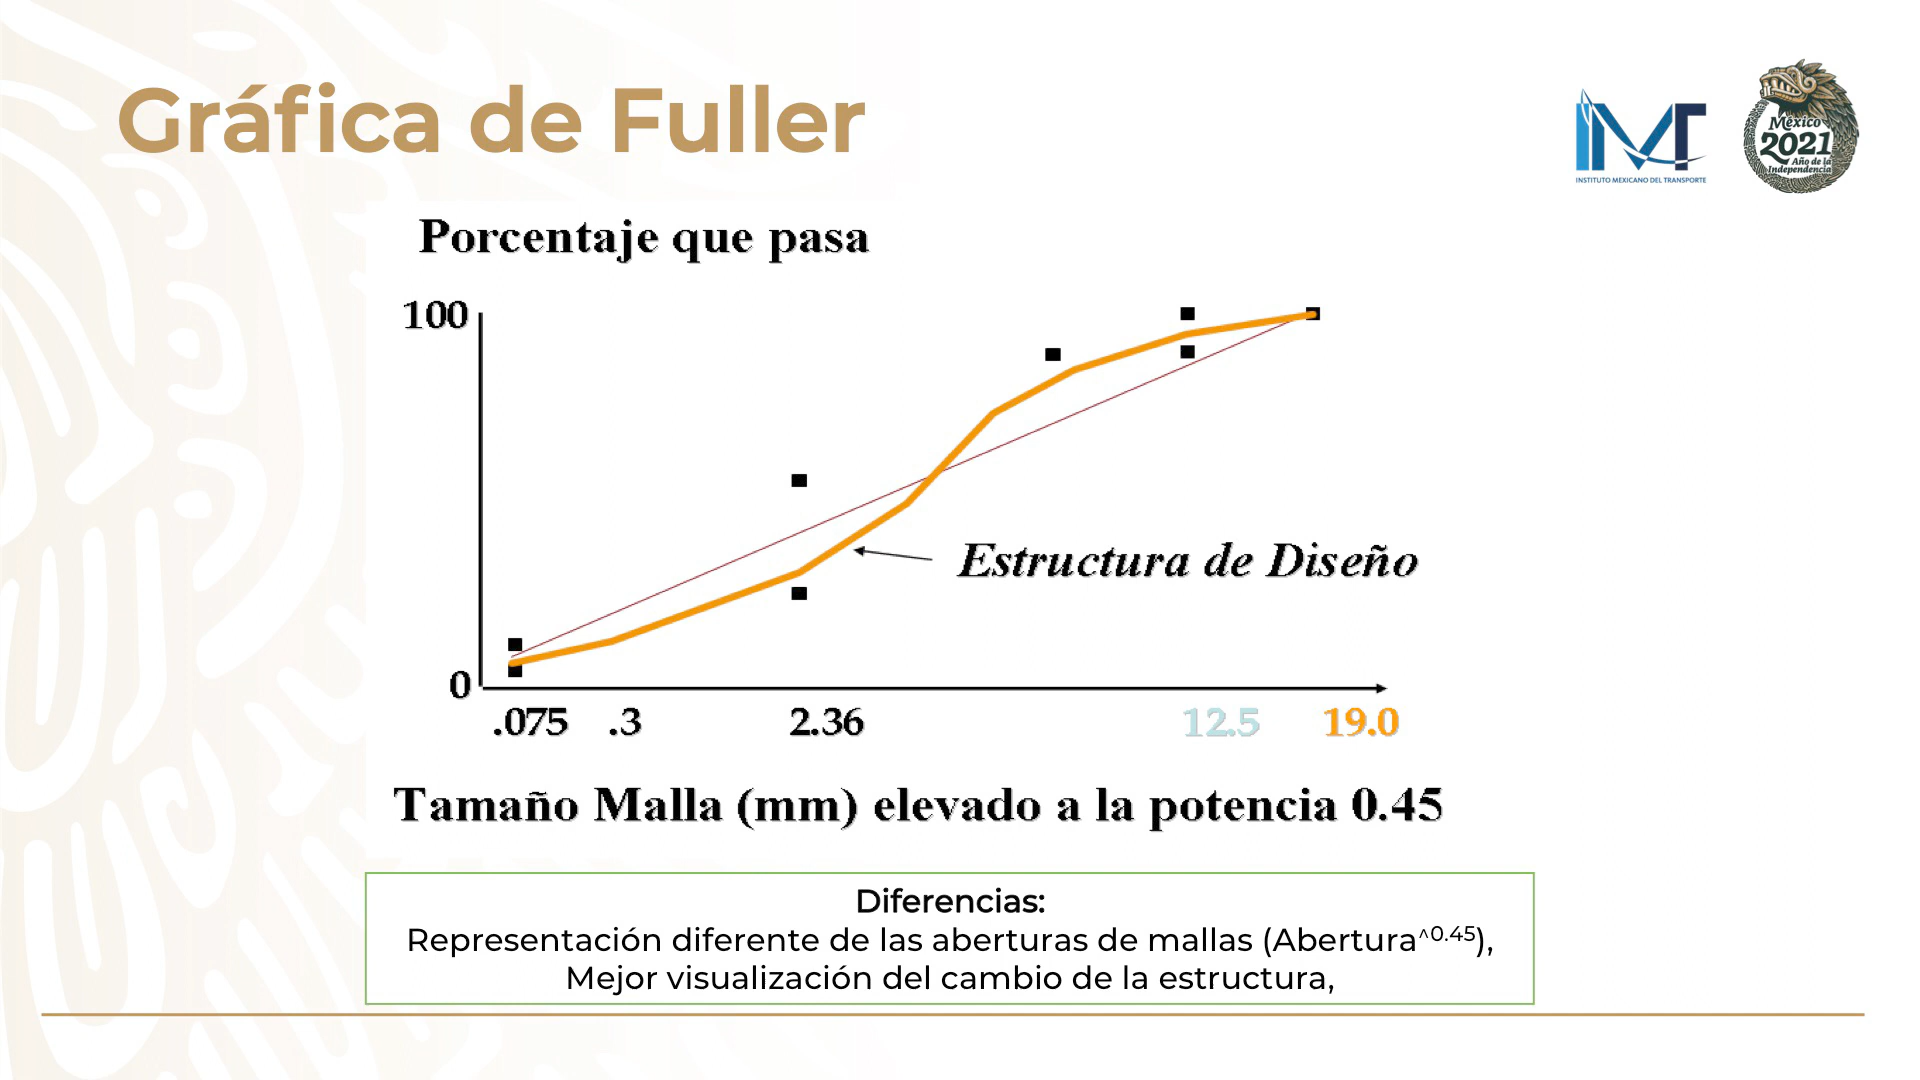 Gráfica de Fuller
INSTITUTO MEXICANO DEL TRANSPORTE
México
2021
Año de la
Independencia
Porcentaje que pasa
100
Estructura de Diseño
0
.075 .3 2.36 12.5 19.0
Tamaño Malla (mm) elevado a la potencia 0.45
Diferencias:
Representación diferente de las aberturas de mallas (Abertura^0.45),
Mejor visualización del cambio de la estructura,